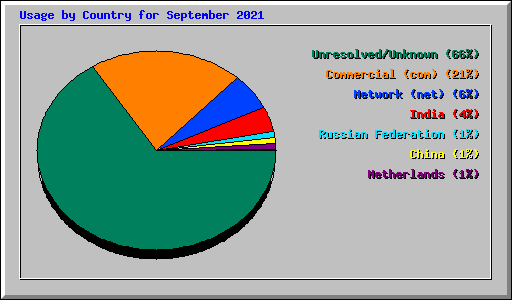 Usage by Country for September 2021
Unresolved/Unknown (66%)
Commercial (com) (21%)
Network (net) (6%)
India (4%)
Russian Federation (1%)
China (1%)
Netherlands (1%)